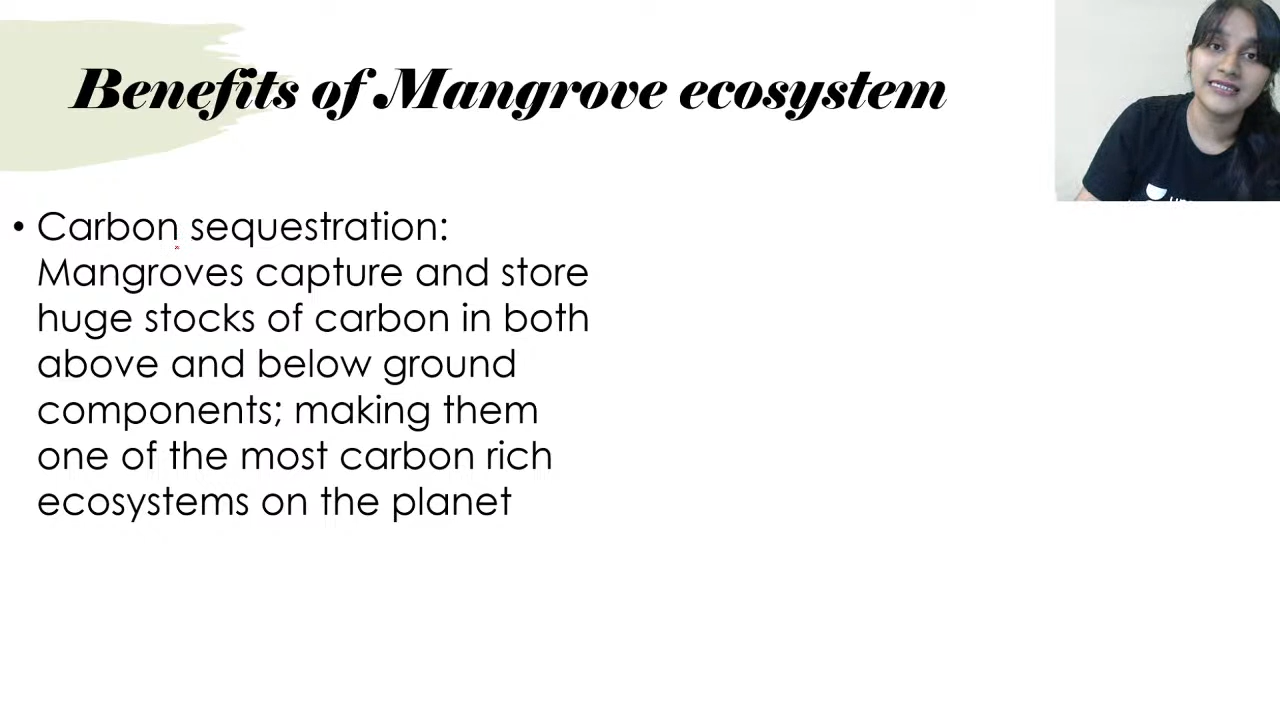 Benefits of Mangrove ecosystem
• Carbon sequestration:
Mangroves capture and store
huge stocks of carbon in both
above and below ground
components; making them
one of the most carbon rich
ecosystems on the planet